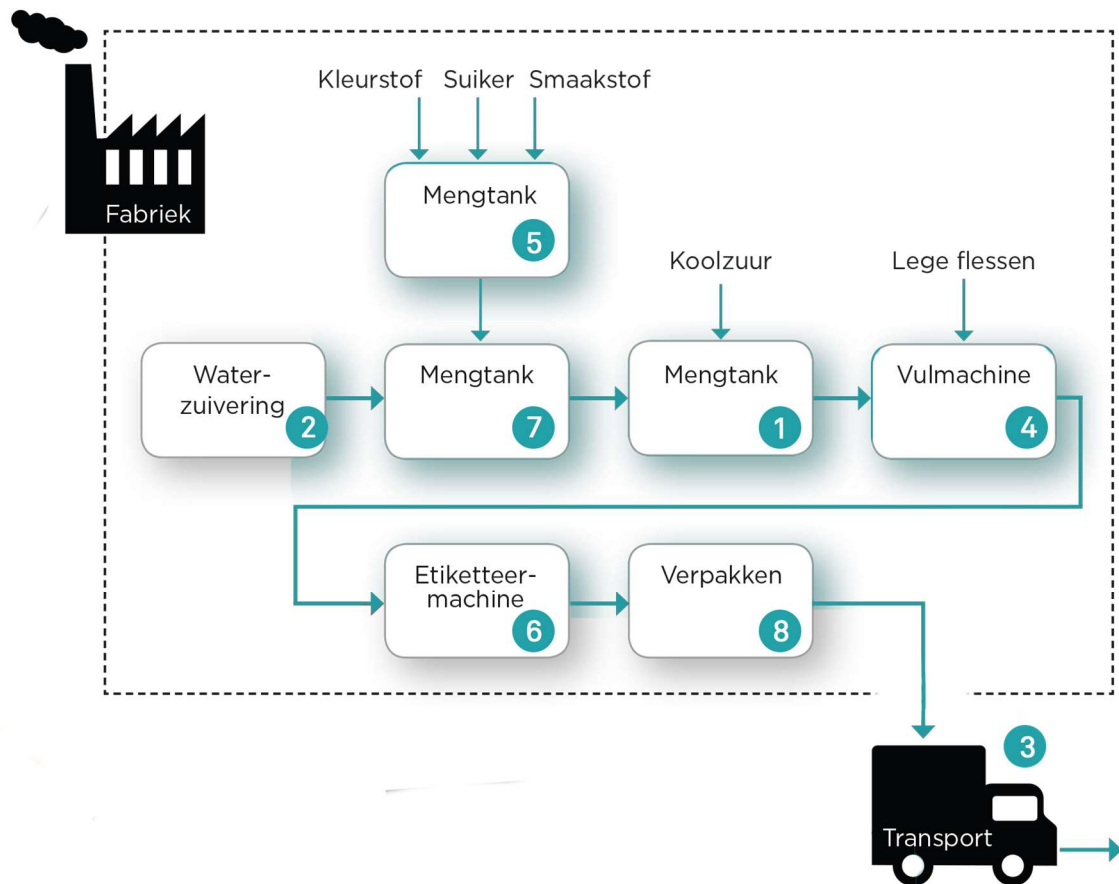 Kleurstof Suiker Smaakstof
Fabriek
Mengtank
5
Koolzuur
Lege flessen
Water-
zuivering
2
Mengtank
7
Mengtank
1
Vulmachine
4
Etiketteer-
machine
6
Verpakken
8
3
Transport